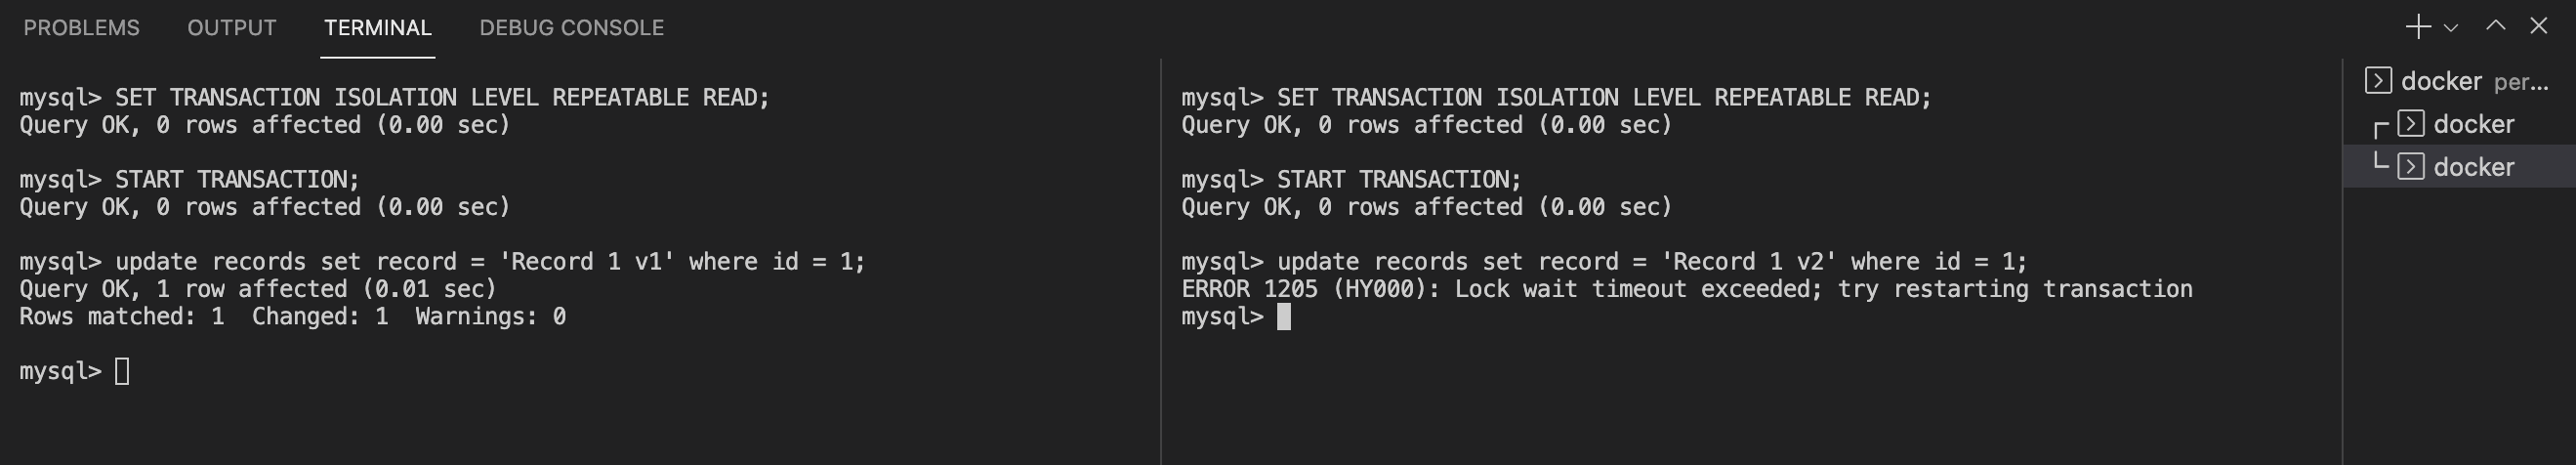 PROBLEMS OUTPUT TERMINAL DEBUG CONSOLE
mysql> SET TRANSACTION ISOLATION LEVEL REPEATABLE READ;
Query OK, 0 rows affected (0.00 sec)
mysql> START TRANSACTION;
Query OK, 0 rows affected (0.00 sec)
mysql> update records set record = 'Record 1 v1' where id = 1;
Query OK, 1 row affected (0.01 sec)
Rows matched: 1  Changed: 1  Warnings: 0
mysql>
mysql> SET TRANSACTION ISOLATION LEVEL REPEATABLE READ;
Query OK, 0 rows affected (0.00 sec)
mysql> START TRANSACTION;
Query OK, 0 rows affected (0.00 sec)
mysql> update records set record = 'Record 1 v2' where id = 1;
ERROR 1205 (HY000): Lock wait timeout exceeded; try restarting transaction
mysql>
docker per...
docker
docker